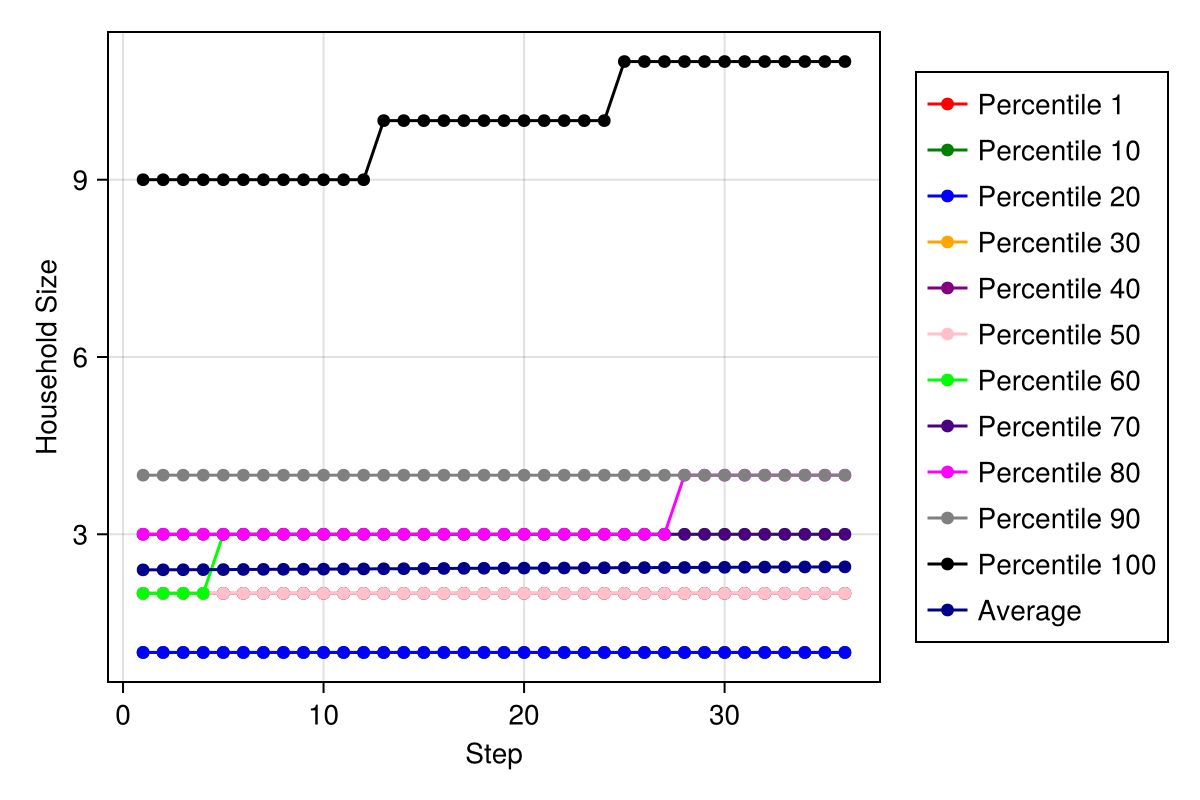 Household Size
9
6
3
0
10
20
30
Step
Percentile 1
Percentile 10
Percentile 20
Percentile 30
Percentile 40
Percentile 50
Percentile 60
Percentile 70
Percentile 80
Percentile 90
Percentile 100
Average